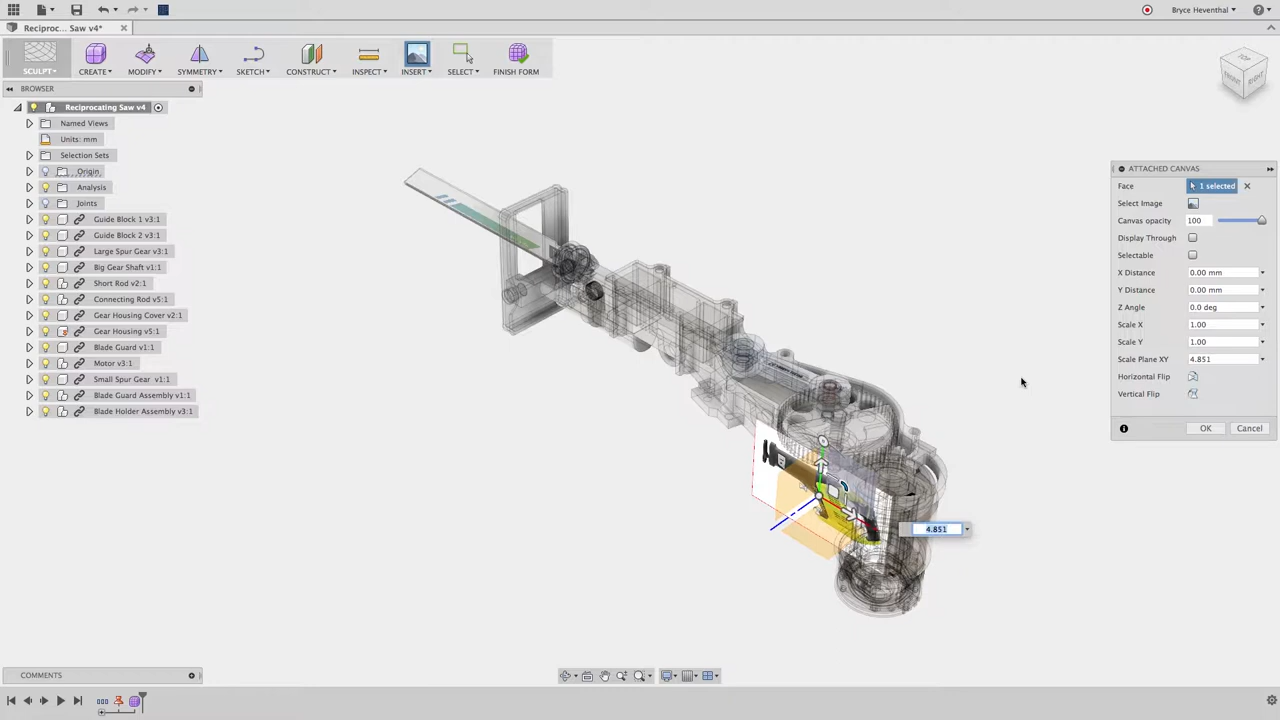 Bryce Heventhal
Reciproc... Saw v4*
SCULPT
CREATE
MODIFY
SYMMETRY
SKETCH
CONSTRUCT
INSPECT
INSERT
SELECT
FINISH FORM
TOP
FRONT
RIGHT
BROWSER
Reciprocating Saw v4
Named Views
Units: mm
Selection Sets
Origin
Analysis
Joints
Guide Block 1 v3:1
Guide Block 2 v3:1
Large Spur Gear v3:1
Big Gear Shaft v1:1
Short Rod v2:1
Connecting Rod v5:1
Gear Housing Cover v2:1
Gear Housing v5:1
Blade Guard v1:1
Motor v3:1
Small Spur Gear v1:1
Blade Guard Assembly v1:1
Blade Holder Assembly v3:1
ATTACHED CANVAS
Face 1 selected
Select Image
Canvas opacity 100
Display Through
Selectable
X Distance 0.00 mm
Y Distance 0.00 mm
Z Angle 0.0 deg
Scale X 1.00
Scale Y 1.00
Scale Plane XY 4.851
Horizontal Flip
Vertical Flip
OK Cancel
4.851
COMMENTS